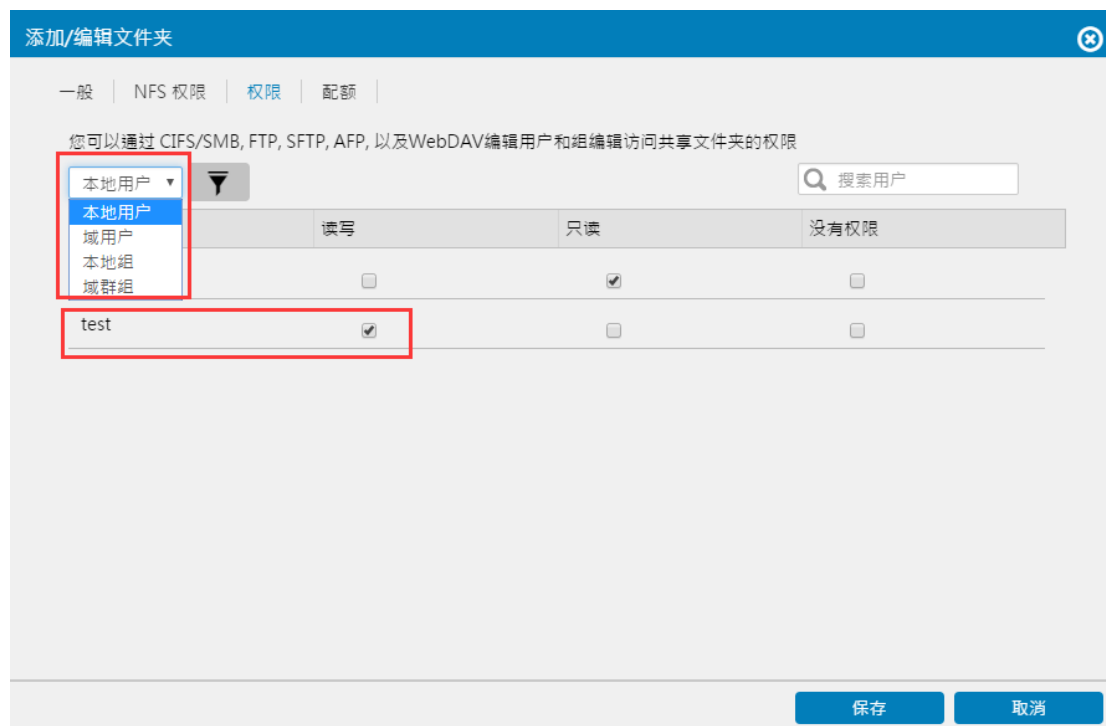 添加/编辑文件夹
一般 NFS 权限 权限 配额
您可以通过 CIFS/SMB, FTP, SFTP, AFP, 以及WebDAV编辑用户和组编辑访问共享文件夹的权限
本地用户 搜索用户
本地用户
域用户
本地组
域群组
读写 只读 没有权限
test
保存 取消